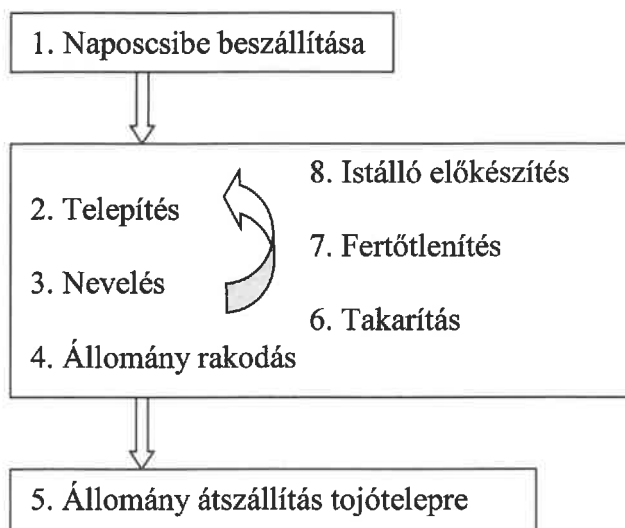 1. Naposcsibe beszállítása
2. Telepítés
3. Nevelés
4. Állomány rakodás
8. Istálló előkészítés
7. Fertőtlenítés
6. Takarítás
5. Állomány átszállítás tojótelepre